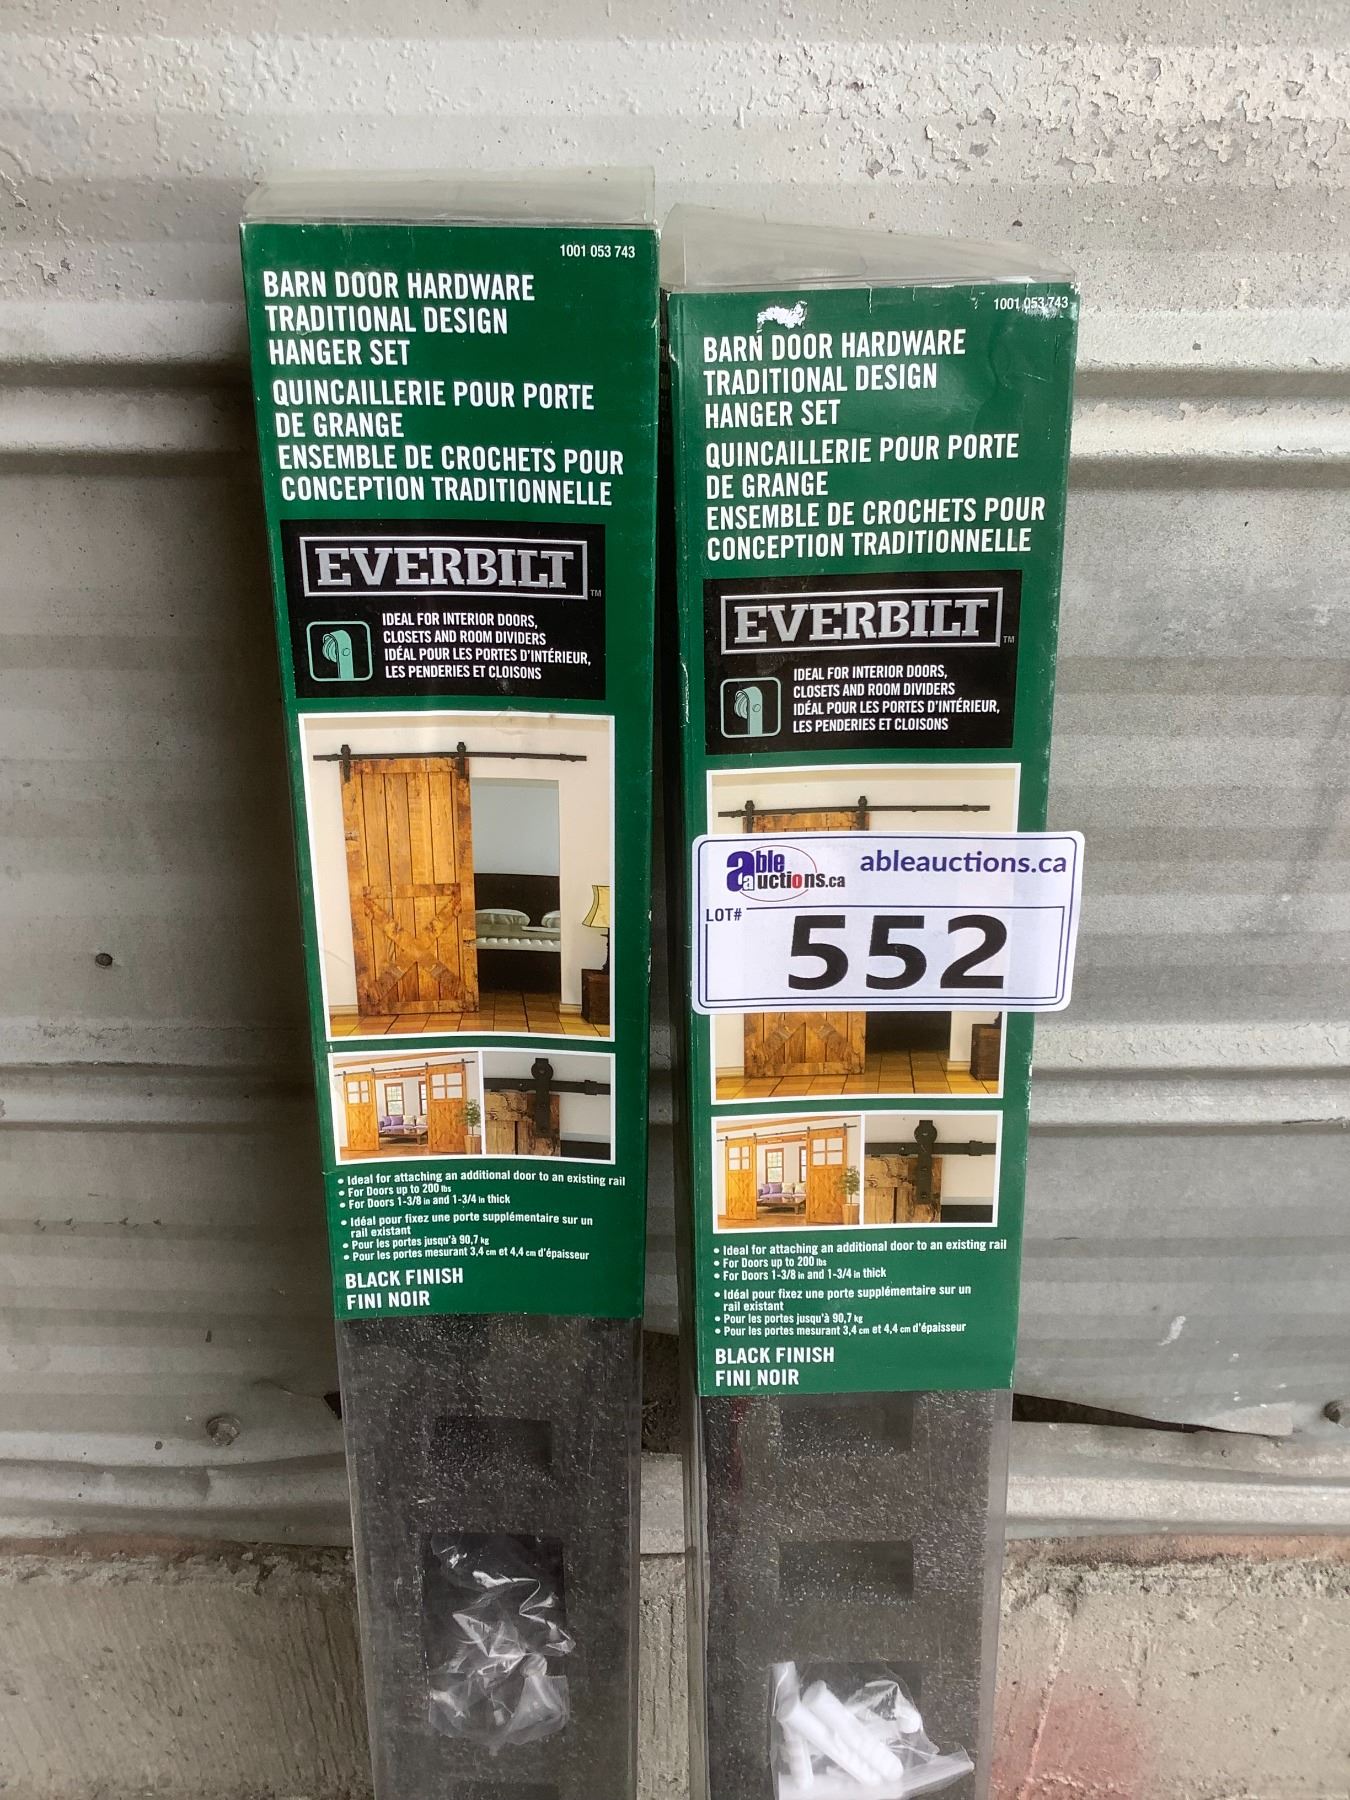 1001 053 743
BARN DOOR HARDWARE
TRADITIONAL DESIGN
HANGER SET
QUINCAILLERIE POUR PORTE
DE GRANGE
ENSEMBLE DE CROCHETS POUR
CONCEPTION TRADITIONNELLE
EVERBILT™
IDEAL FOR INTERIOR DOORS,
CLOSETS AND ROOM DIVIDERS
IDÉAL POUR LES PORTES D'INTÉRIEUR,
LES PENDERIES ET CLOISONS
• Ideal for attaching an additional door to an existing rail
• For Doors up to 200 lbs
• For Doors 1-3/8 in and 1-3/4 in thick
• Idéal pour fixez une porte supplémentaire sur un
rail existant
• Pour les portes jusqu'à 90,7 kg
• Pour les portes mesurant 3,4 cm et 4,4 cm d'épaisseur
BLACK FINISH
FINI NOIR
1001 053 743
BARN DOOR HARDWARE
TRADITIONAL DESIGN
HANGER SET
QUINCAILLERIE POUR PORTE
DE GRANGE
ENSEMBLE DE CROCHETS POUR
CONCEPTION TRADITIONNELLE
EVERBILT™
IDEAL FOR INTERIOR DOORS,
CLOSETS AND ROOM DIVIDERS
IDÉAL POUR LES PORTES D'INTÉRIEUR,
LES PENDERIES ET CLOISONS
able auctions.ca
ableauctions.ca
LOT#
552
• Ideal for attaching an additional door to an existing rail
• For Doors up to 200 lbs
• For Doors 1-3/8 in and 1-3/4 in thick
• Idéal pour fixez une porte supplémentaire sur un
rail existant
• Pour les portes jusqu'à 90,7 kg
• Pour les portes mesurant 3,4 cm et 4,4 cm d'épaisseur
BLACK FINISH
FINI NOIR